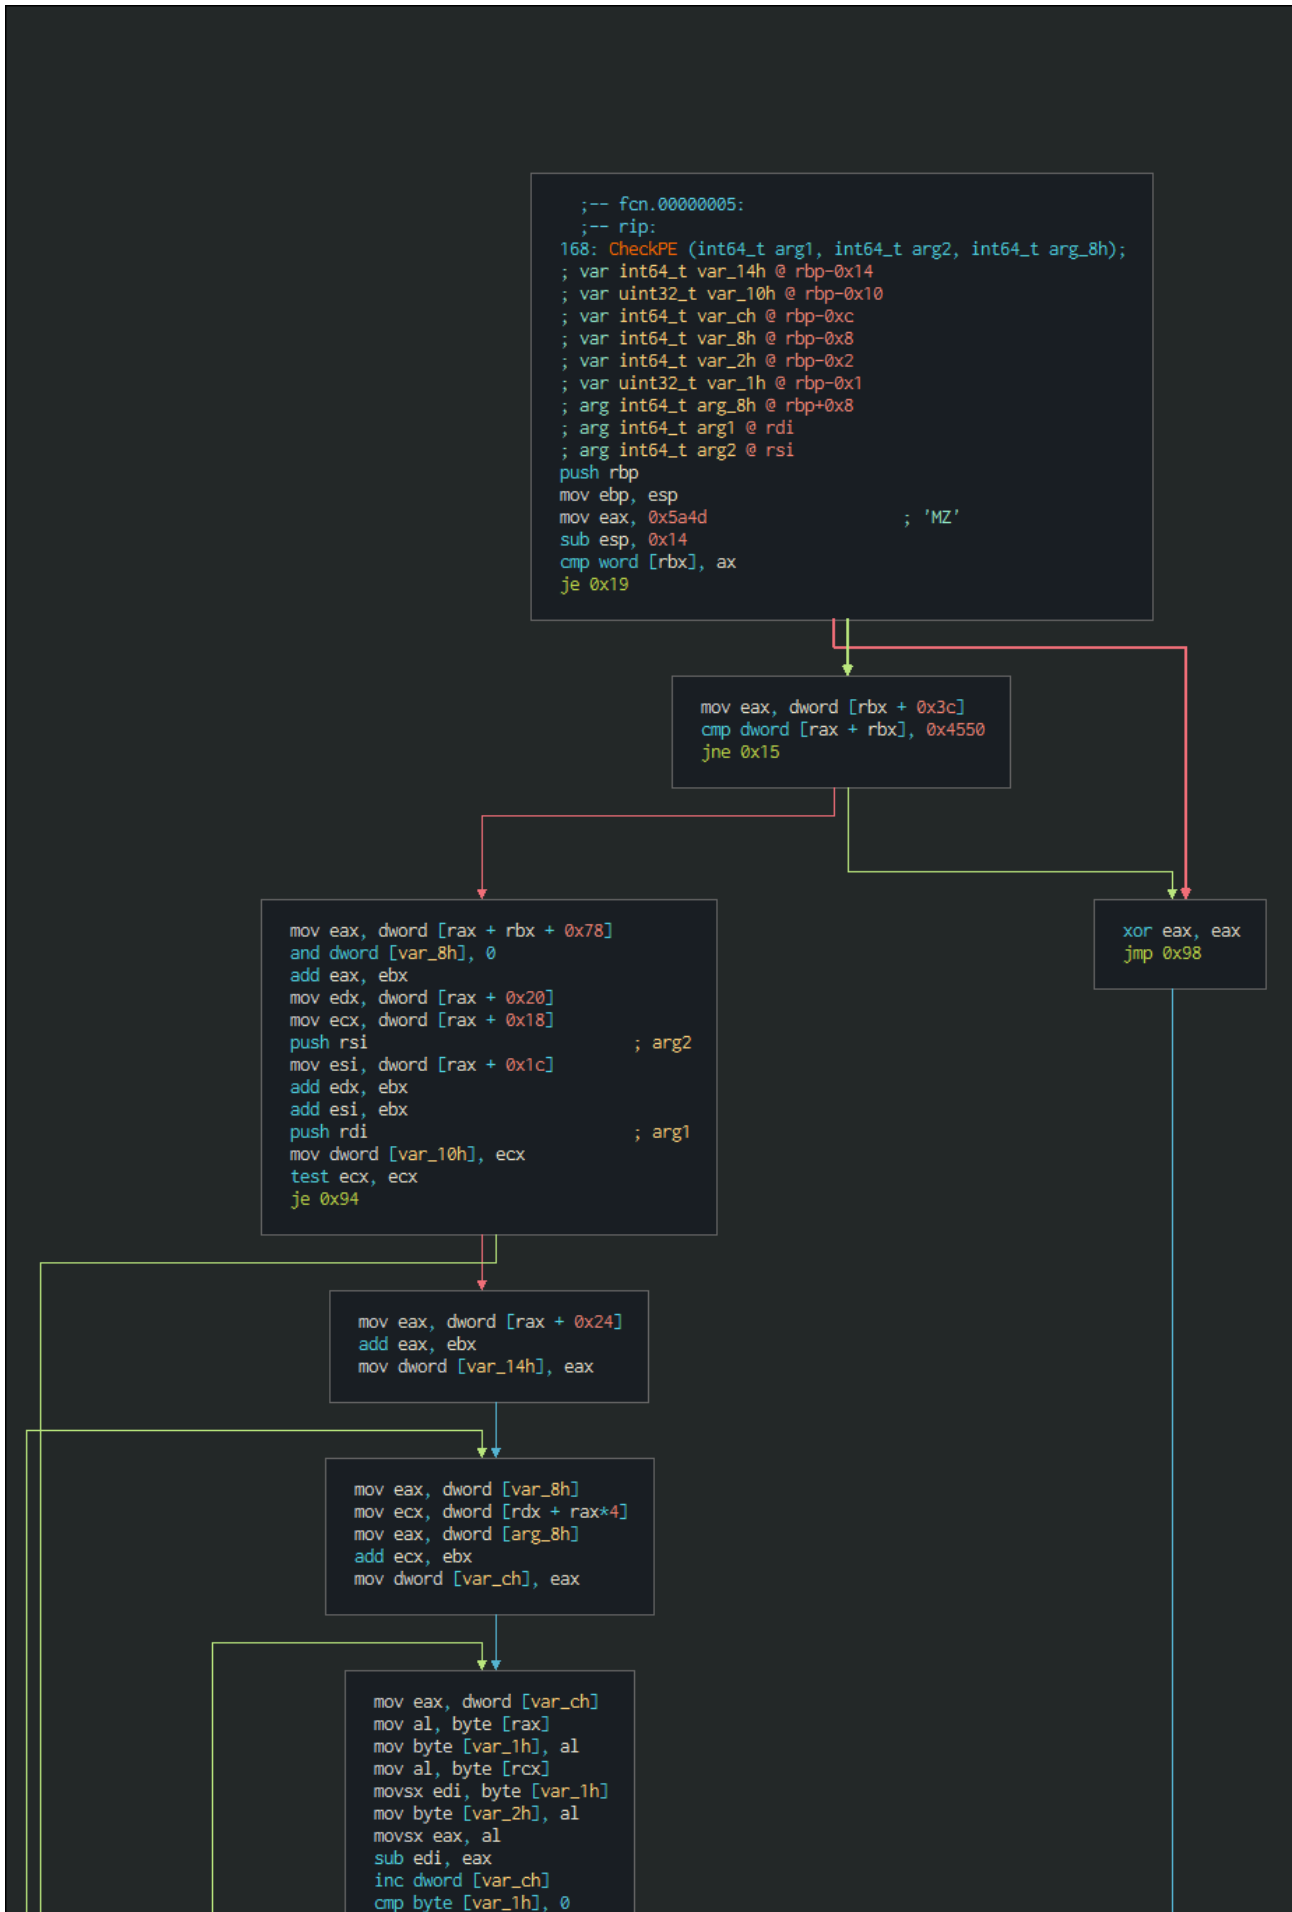 ;-- fcn.00000005:
;-- rip:
168: CheckPE (int64_t arg1, int64_t arg2, int64_t arg_8h);
; var int64_t var_14h @ rbp-0x14
; var uint32_t var_10h @ rbp-0x10
; var int64_t var_ch @ rbp-0xc
; var int64_t var_8h @ rbp-0x8
; var int64_t var_2h @ rbp-0x2
; var uint32_t var_1h @ rbp-0x1
; arg int64_t arg_8h @ rbp+0x8
; arg int64_t arg1 @ rdi
; arg int64_t arg2 @ rsi
push rbp
mov ebp, esp
mov eax, 0x5a4d ; 'MZ'
sub esp, 0x14
cmp word [rbx], ax
je 0x19
mov eax, dword [rbx + 0x3c]
cmp dword [rax + rbx], 0x4550
jne 0x15
mov eax, dword [rax + rbx + 0x78]
and dword [var_8h], 0
add eax, ebx
mov edx, dword [rax + 0x20]
mov ecx, dword [rax + 0x18]
push rsi ; arg2
mov esi, dword [rax + 0x1c]
add edx, ebx
add esi, ebx
push rdi ; arg1
mov dword [var_10h], ecx
test ecx, ecx
je 0x94
xor eax, eax
jmp 0x98
mov eax, dword [rax + 0x24]
add eax, ebx
mov dword [var_14h], eax
mov eax, dword [var_8h]
mov ecx, dword [rdx + rax*4]
mov eax, dword [arg_8h]
add ecx, ebx
mov dword [var_ch], eax
mov eax, dword [var_ch]
mov al, byte [rax]
mov byte [var_1h], al
mov al, byte [rcx]
movsx edi, byte [var_1h]
mov byte [var_2h], al
movsx eax, al
sub edi, eax
inc dword [var_ch]
cmp byte [var_1h], 0